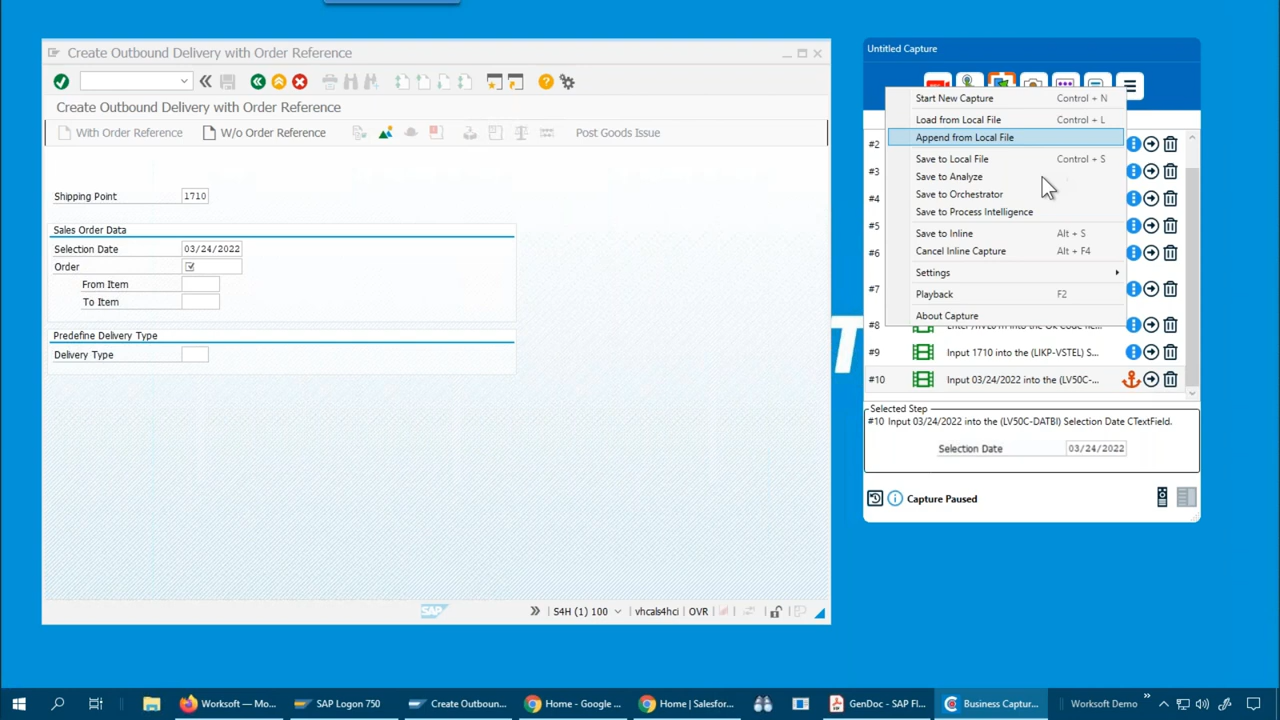 Create Outbound Delivery with Order Reference
Create Outbound Delivery with Order Reference
With Order Reference W/o Order Reference Post Goods Issue
Shipping Point 1710
Sales Order Data
Selection Date 03/24/2022
Order
From Item
To Item
Predefine Delivery Type
Delivery Type
SAP S4H (1) 100 vhcals4hci OVR
Untitled Capture
Start New Capture Control + N
Load from Local File Control + L
Append from Local File
Save to Local File Control + S
Save to Analyze
Save to Orchestrator
Save to Process Intelligence
Save to Inline Alt + S
Cancel Inline Capture Alt + F4
Settings
Playback F2
About Capture
#2
#3
#4
#5
#6
#7
#8
#9 Input 1710 into the (LIKP-VSTEL) S...
#10 Input 03/24/2022 into the (LV50C-...
Selected Step
#10 Input 03/24/2022 into the (LV50C-DATBI) Selection Date CTextField.
Selection Date 03/24/2022
Capture Paused
Worksoft — Mo...
SAP Logon 750
Create Outboun...
Home - Google ...
Home | Salesfor...
GenDoc - SAP Fl...
Business Captur...
Worksoft Demo